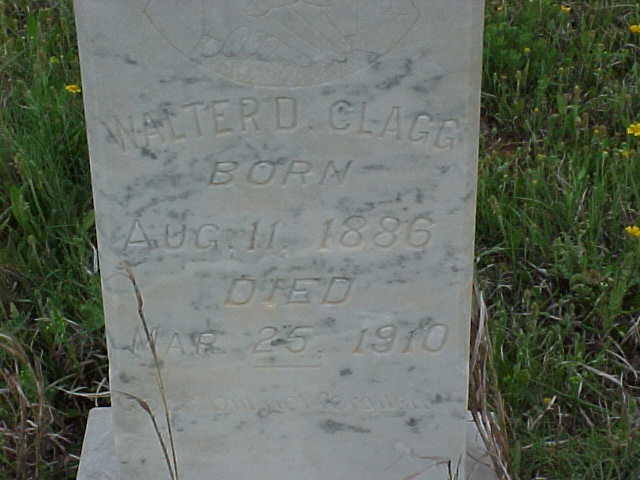 WALTER D. CLAGG
BORN
AUG. 11, 1886
DIED
MAR. 25, 1910